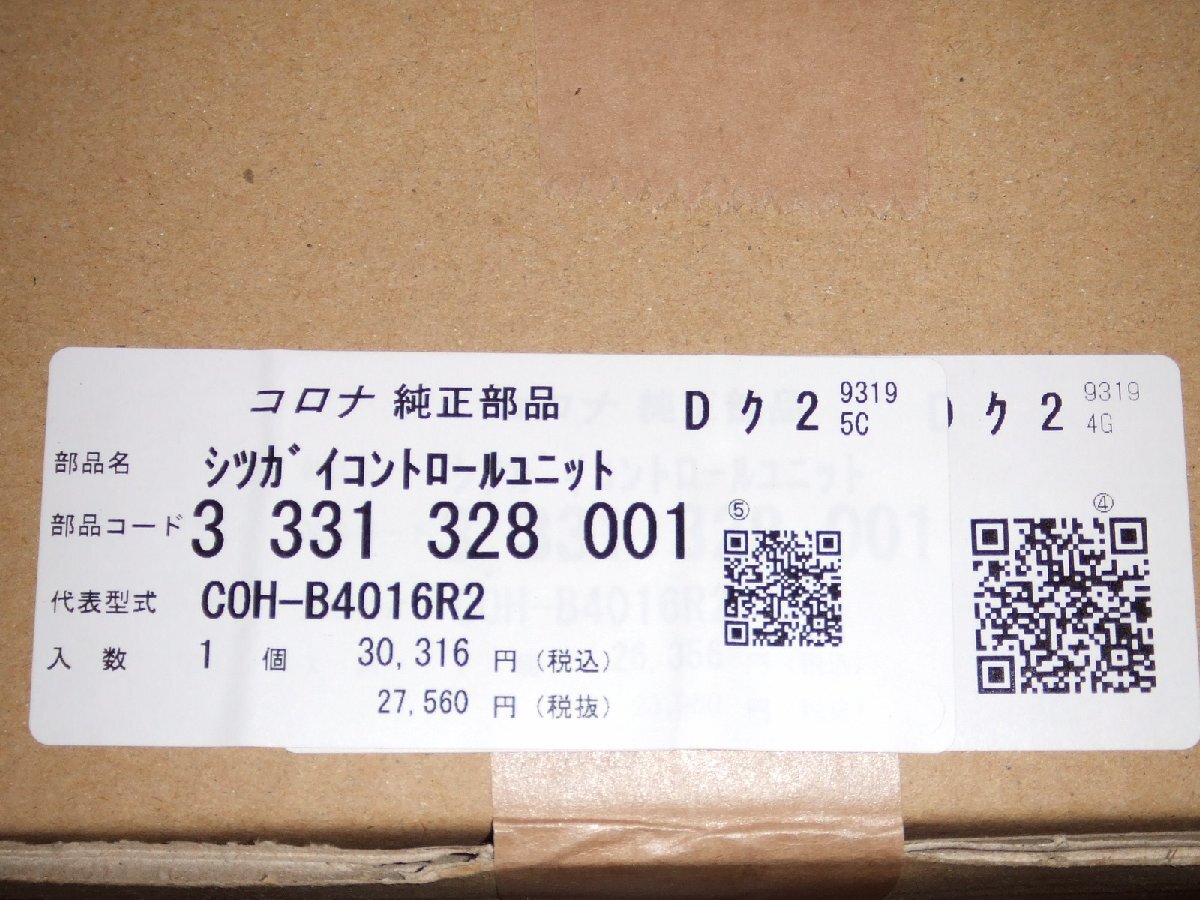 コロナ 純正部品 Dク2 9319 5C
部品名 シツガイコントロールユニット
部品コード 3 331 328 001 ⑤
代表型式 COH-B4016R2
入数 1 個 30,316 円(税込)
27,560 円(税抜)
ク2 9319 4G
④